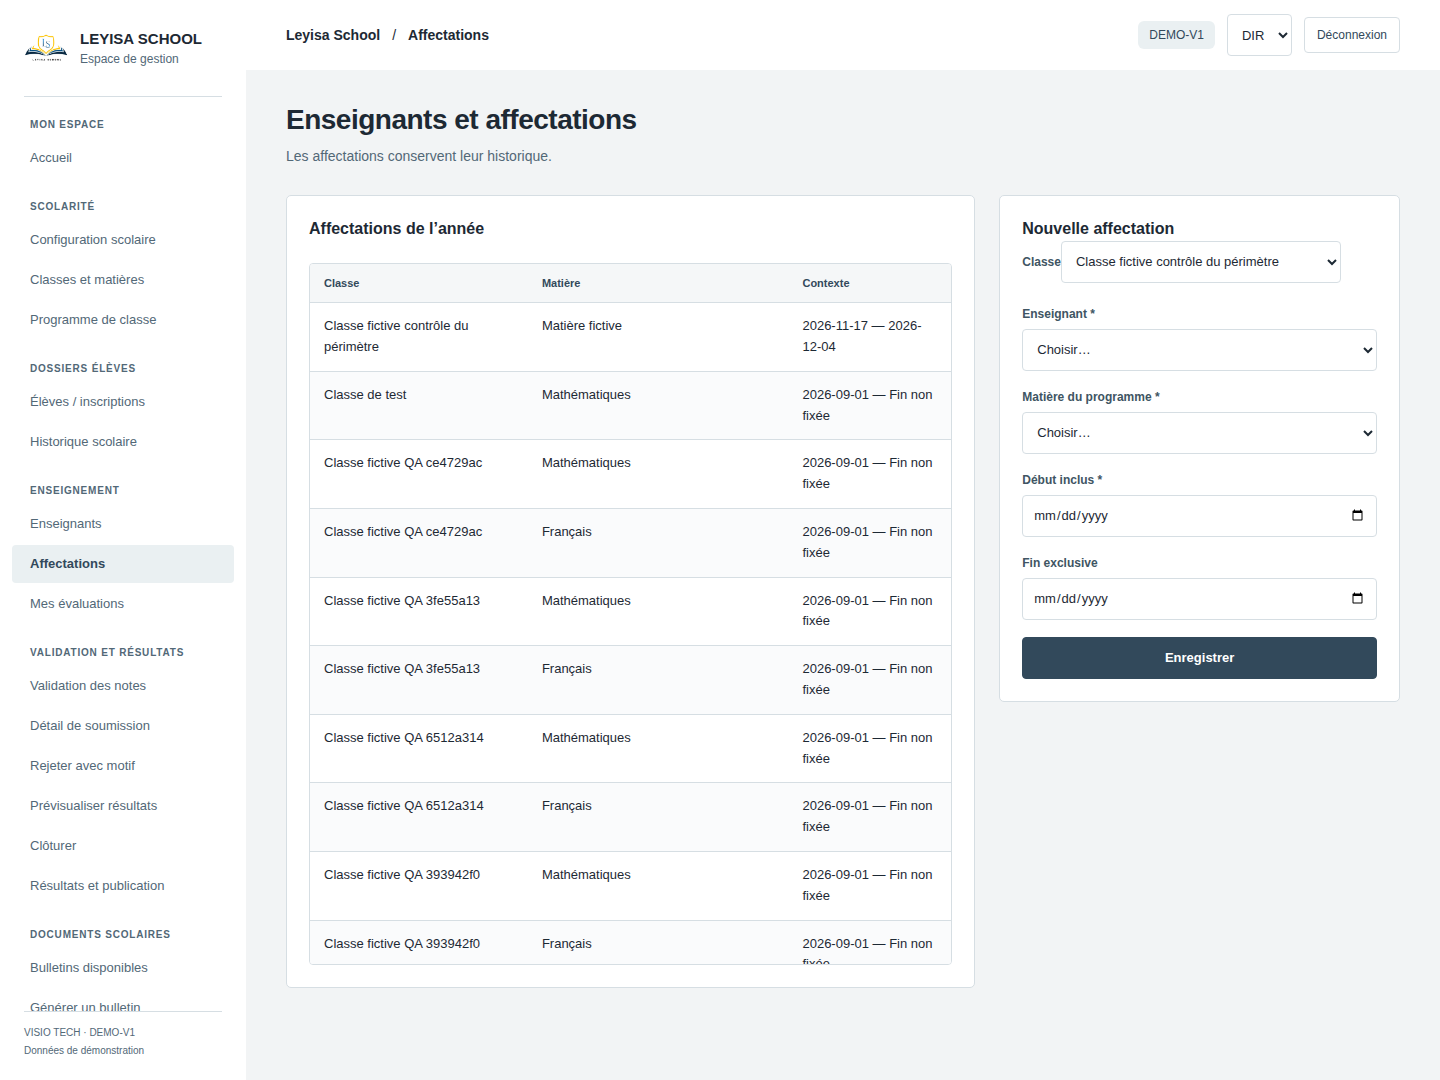 LEYISA SCHOOL
Espace de gestion
MON ESPACE
Accueil
SCOLARITÉ
Configuration scolaire
Classes et matières
Programme de classe
DOSSIERS ÉLÈVES
Élèves / inscriptions
Historique scolaire
ENSEIGNEMENT
Enseignants
Affectations
Mes évaluations
VALIDATION ET RÉSULTATS
Validation des notes
Détail de soumission
Rejeter avec motif
Prévisualiser résultats
Clôturer
Résultats et publication
DOCUMENTS SCOLAIRES
Bulletins disponibles
Générer un bulletin
VISIO TECH · DEMO-V1
Données de démonstration
Leyisa School / Affectations
DEMO-V1
DIR
Déconnexion
Enseignants et affectations
Les affectations conservent leur historique.
Affectations de l’année
Classe Matière Contexte
Classe fictive contrôle du périmètre Matière fictive 2026-11-17 — 2026-12-04
Classe de test Mathématiques 2026-09-01 — Fin non fixée
Classe fictive QA ce4729ac Mathématiques 2026-09-01 — Fin non fixée
Classe fictive QA ce4729ac Français 2026-09-01 — Fin non fixée
Classe fictive QA 3fe55a13 Mathématiques 2026-09-01 — Fin non fixée
Classe fictive QA 3fe55a13 Français 2026-09-01 — Fin non fixée
Classe fictive QA 6512a314 Mathématiques 2026-09-01 — Fin non fixée
Classe fictive QA 6512a314 Français 2026-09-01 — Fin non fixée
Classe fictive QA 393942f0 Mathématiques 2026-09-01 — Fin non fixée
Classe fictive QA 393942f0 Français 2026-09-01 — Fin non fixée
Nouvelle affectation
Classe Classe fictive contrôle du périmètre
Enseignant *
Choisir…
Matière du programme *
Choisir…
Début inclus *
mm/dd/yyyy
Fin exclusive
mm/dd/yyyy
Enregistrer